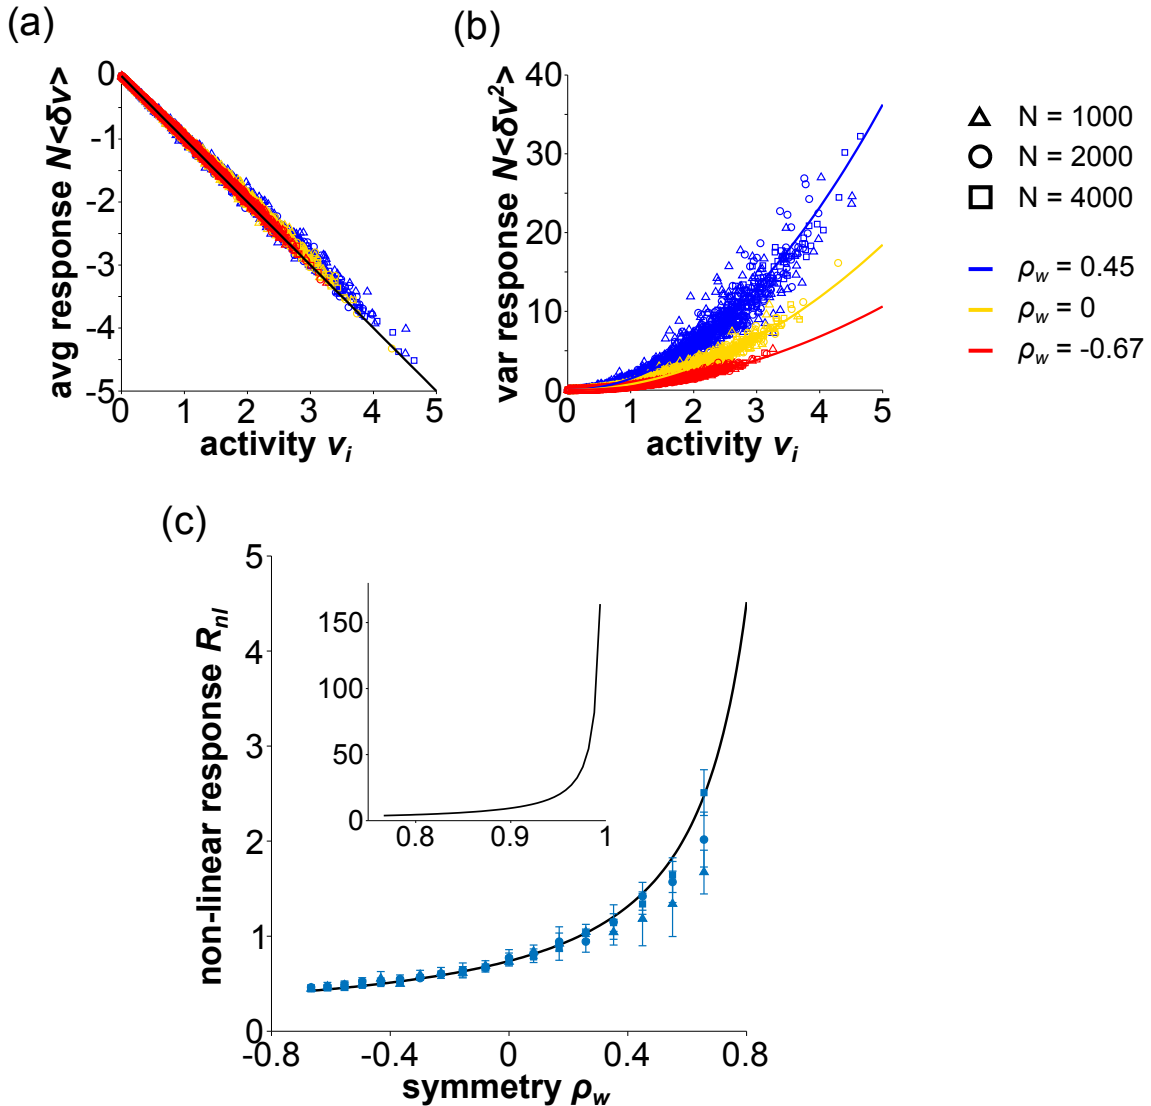 (a)
avg response N<δv>
0
-1
-2
-3
-4
-5
0 1 2 3 4 5
activity vᵢ
(b)
var response N<δv²>
40
30
20
10
0
0 1 2 3 4 5
activity vᵢ
N = 1000
N = 2000
N = 4000
ρ_w = 0.45
ρ_w = 0
ρ_w = -0.67
(c)
non-linear response R_nl
5
4
3
2
1
0
-0.8 -0.4 0 0.4 0.8
symmetry ρ_w
150
100
50
0
0.8 0.9 1